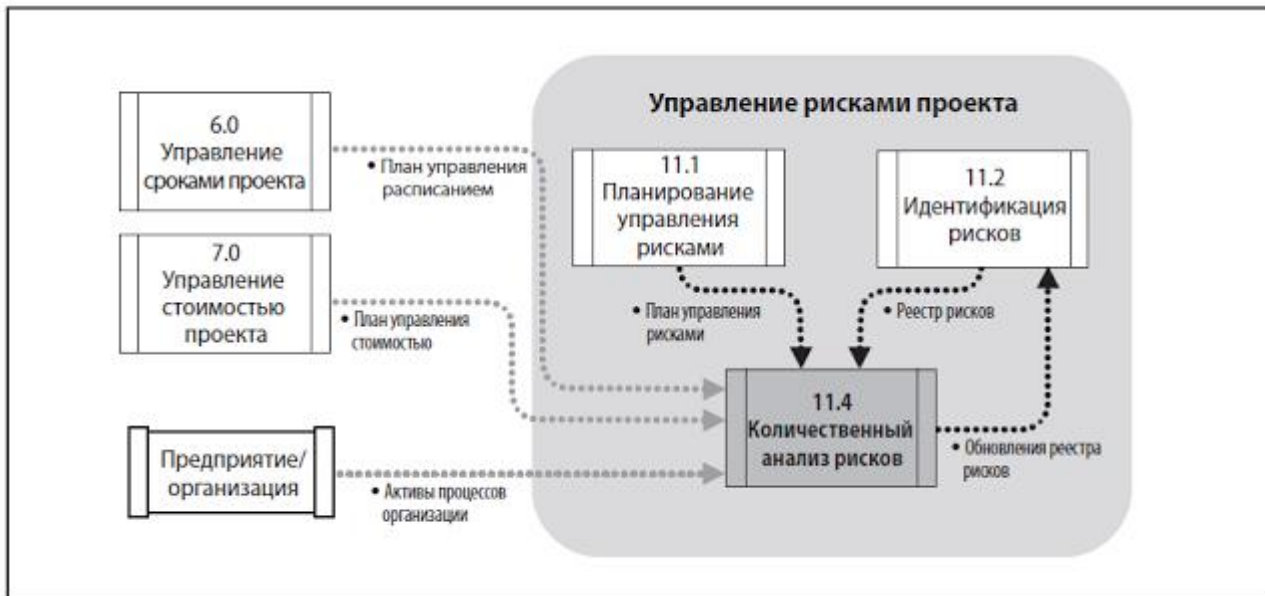 Управление рисками проекта
6.0
Управление
сроками проекта
• План управления
расписанием
11.1
Планирование
управления
рисками
11.2
Идентификация
рисков
7.0
Управление
стоимостью
проекта
• План управления
стоимостью
• План управления
рисками
• Реестр рисков
11.4
Количественный
анализ рисков
• Обновления реестра
рисков
Предприятие/
организация
• Активы процессов
организации